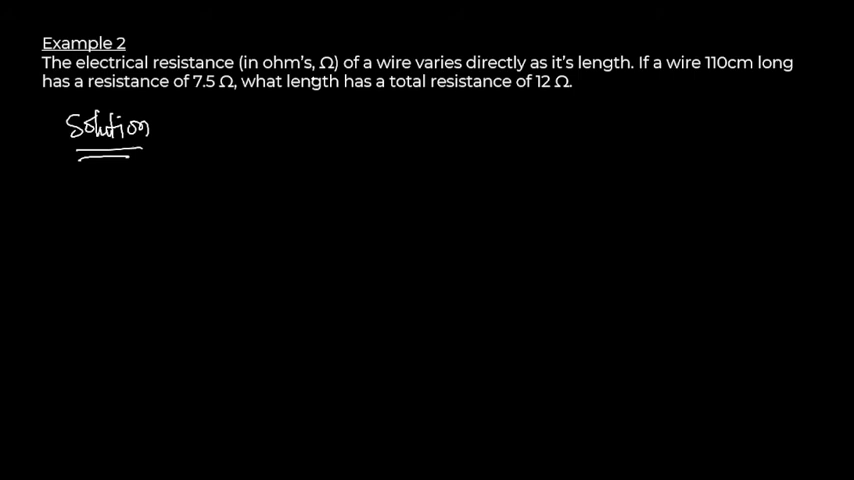 Example 2
The electrical resistance (in ohm's, Ω) of a wire varies directly as it's length. If a wire 110cm long
has a resistance of 7.5 Ω, what length has a total resistance of 12 Ω.
Solution